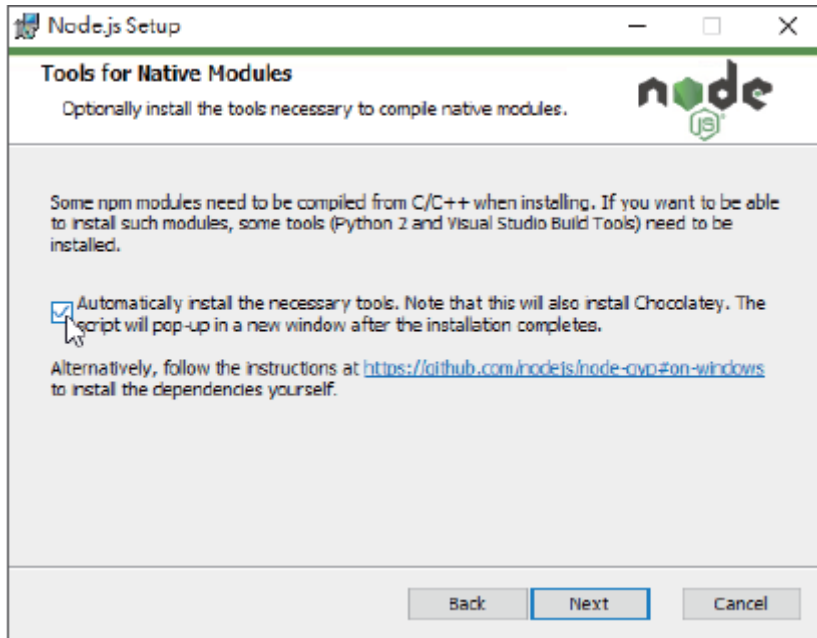 Node.js Setup
Tools for Native Modules
Optionally install the tools necessary to compile native modules.
node
JS
Some npm modules need to be compiled from C/C++ when installing. If you want to be able
to install such modules, some tools (Python 2 and Visual Studio Build Tools) need to be
installed.
Automatically install the necessary tools. Note that this will also install Chocolatey. The
script will pop-up in a new window after the installation completes.
Alternatively, follow the instructions at https://github.com/nodejs/node-gyp#on-windows
to install the dependencies yourself.
Back
Next
Cancel